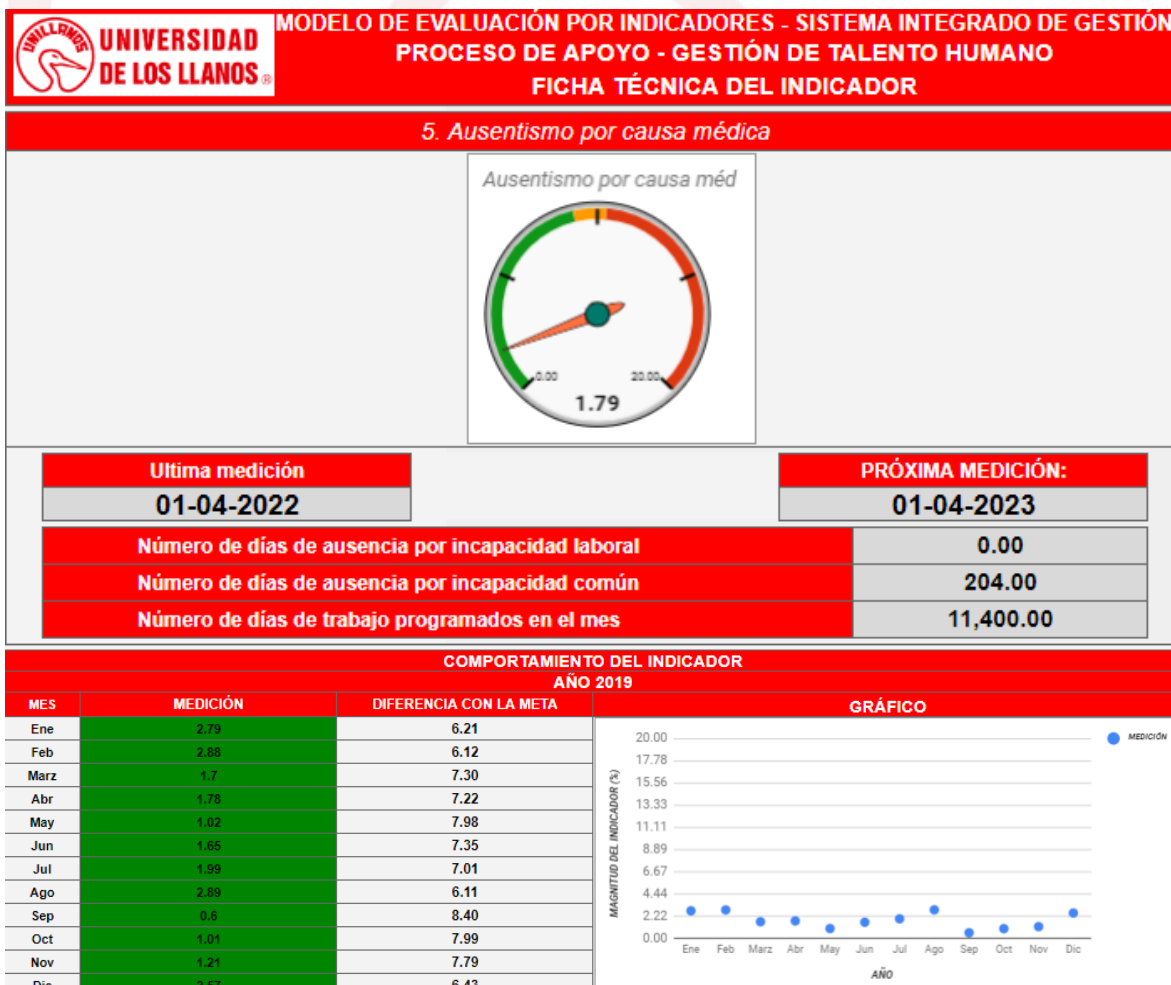 UNILLANOS
UNIVERSIDAD
DE LOS LLANOS ®
MODELO DE EVALUACIÓN POR INDICADORES - SISTEMA INTEGRADO DE GESTIÓN
PROCESO DE APOYO - GESTIÓN DE TALENTO HUMANO
FICHA TÉCNICA DEL INDICADOR
5. Ausentismo por causa médica
Ausentismo por causa méd
0.00 20.00
1.79
Ultima medición PRÓXIMA MEDICIÓN:
01-04-2022 01-04-2023
Número de días de ausencia por incapacidad laboral 0.00
Número de días de ausencia por incapacidad común 204.00
Número de días de trabajo programados en el mes 11,400.00
COMPORTAMIENTO DEL INDICADOR
AÑO 2019
MES MEDICIÓN DIFERENCIA CON LA META GRÁFICO
Ene 2.79 6.21
Feb 2.88 6.12
Marz 1.7 7.30
Abr 1.78 7.22
May 1.02 7.98
Jun 1.65 7.35
Jul 1.99 7.01
Ago 2.89 6.11
Sep 0.6 8.40
Oct 1.01 7.99
Nov 1.21 7.79
Dic 2.57 6.43
MAGNITUD DEL INDICADOR (%)
20.00
17.78
15.56
13.33
11.11
8.89
6.67
4.44
2.22
0.00
Ene Feb Marz Abr May Jun Jul Ago Sep Oct Nov Dic
AÑO
MEDICIÓN